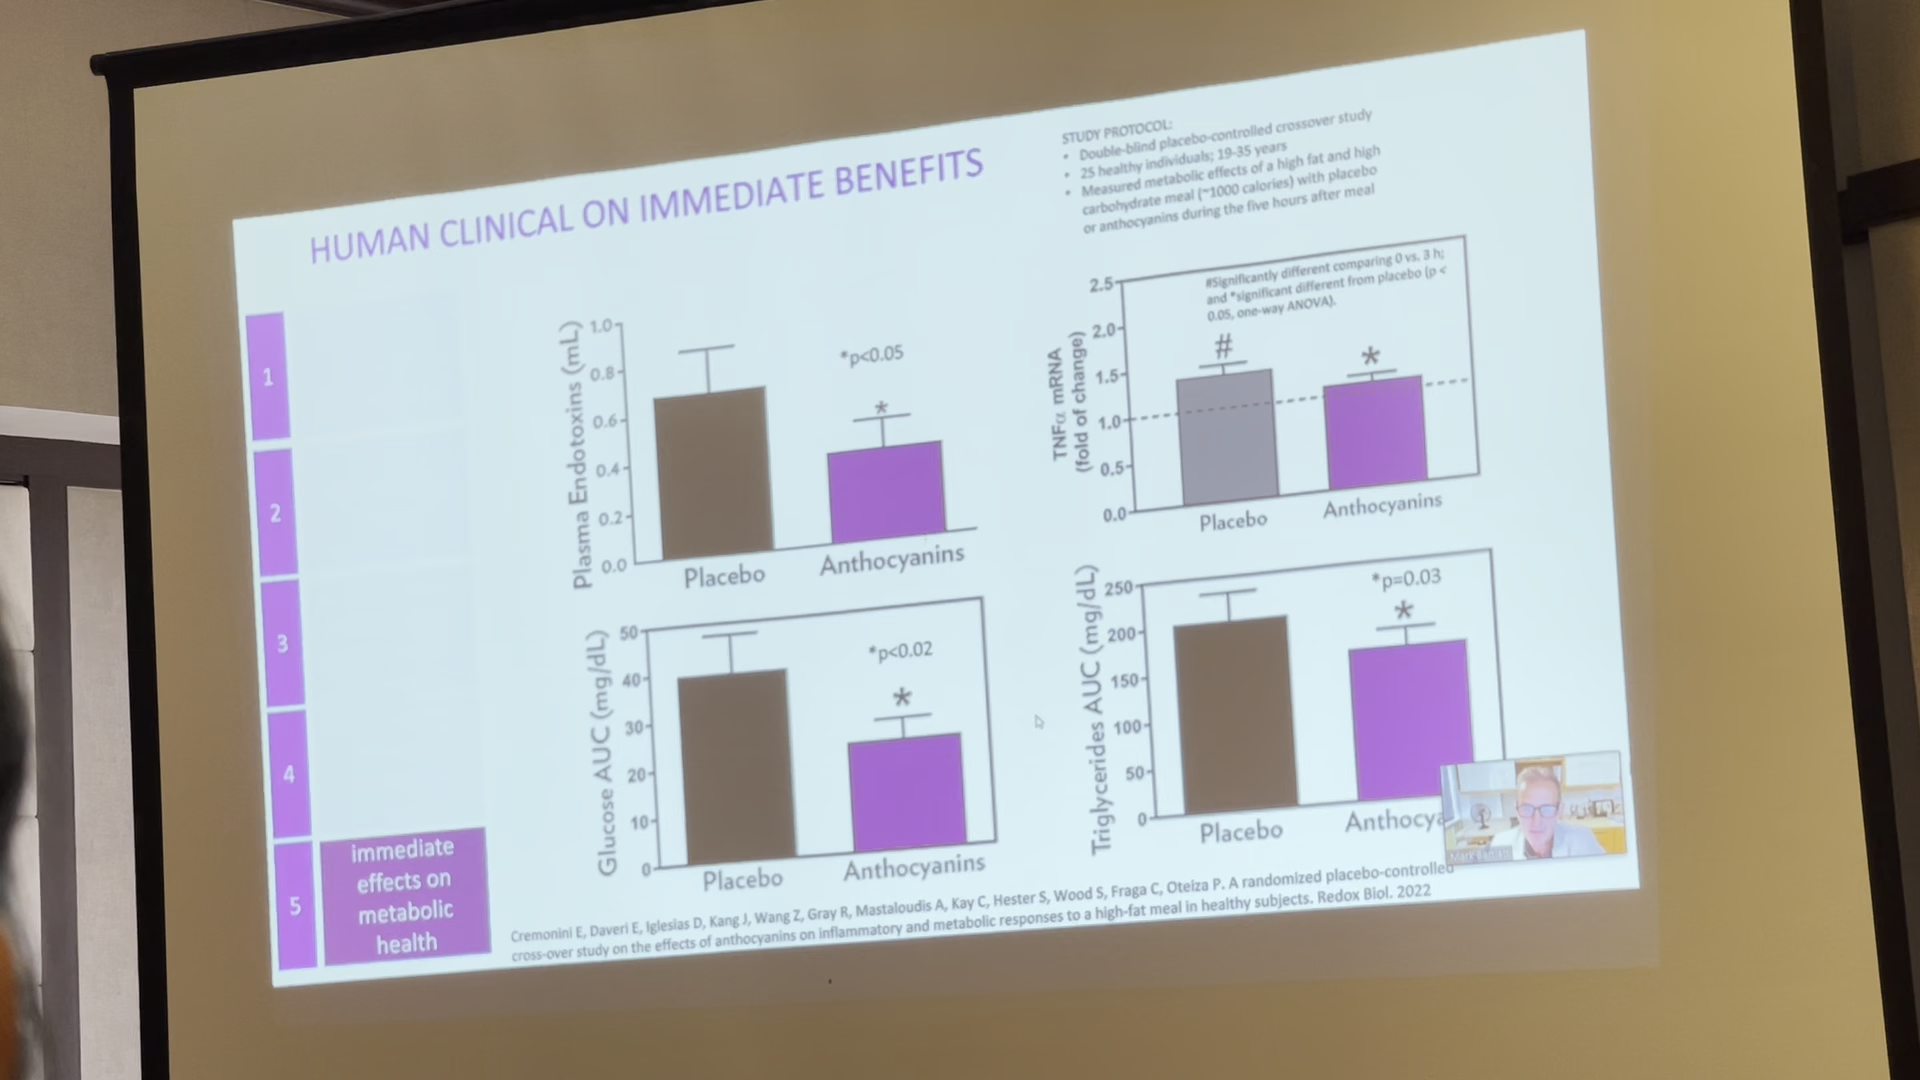 HUMAN CLINICAL ON IMMEDIATE BENEFITS
STUDY PROTOCOL:
• Double-blind placebo-controlled crossover study
• 25 healthy individuals; 19-35 years
• Measured metabolic effects of a high fat and high
carbohydrate meal (~1000 calories) with placebo
or anthocyanins during the five hours after meal
1
2
3
4
5
immediate
effects on
metabolic
health
Plasma Endotoxins (mL)
1.0
0.8
0.6
0.4
0.2
0.0
*p<0.05
*
Placebo
Anthocyanins
TNFα mRNA
(fold of change)
2.5
2.0
1.5
1.0
0.5
0.0
#Significantly different comparing 0 vs. 3 h;
and *significant different from placebo (p <
0.05, one-way ANOVA).
#
*
Placebo
Anthocyanins
Glucose AUC (mg/dL)
50
40
30
20
10
0
*p<0.02
*
Placebo
Anthocyanins
Triglycerides AUC (mg/dL)
250
200
150
100
50
0
*p=0.03
*
Placebo
Anthocya
Mark
Cremonini E, Daveri E, Iglesias D, Kang J, Wang Z, Gray R, Mastaloudis A, Kay C, Hester S, Wood S, Fraga C, Oteiza P. A randomized placebo-controlled
cross-over study on the effects of anthocyanins on inflammatory and metabolic responses to a high-fat meal in healthy subjects. Redox Biol. 2022